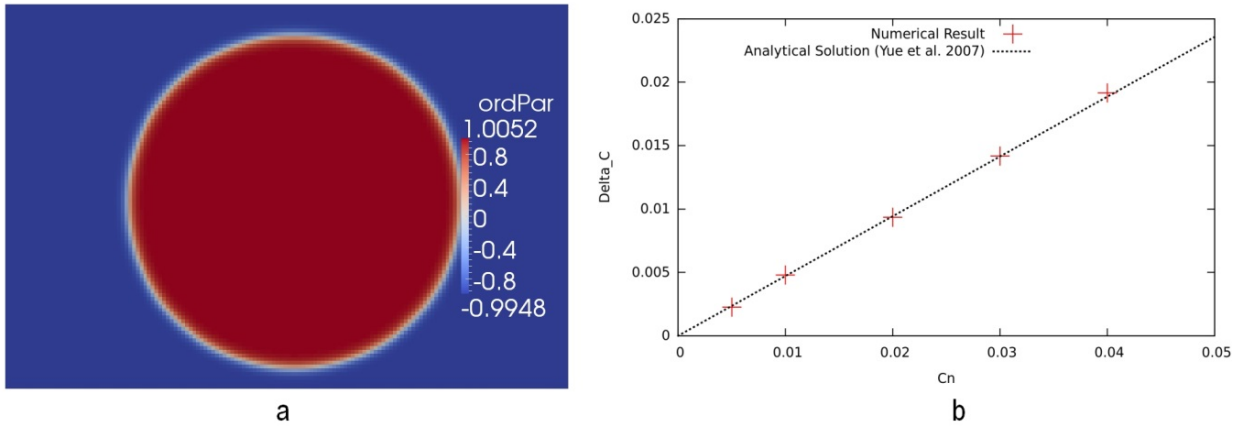 ordPar
1.0052
0.8
0.4
0
-0.4
-0.8
-0.9948
a
0.025
0.02
0.015
0.01
0.005
0
Delta_C
Numerical Result
Analytical Solution (Yue et al. 2007)
0 0.01 0.02 0.03 0.04 0.05
Cn
b